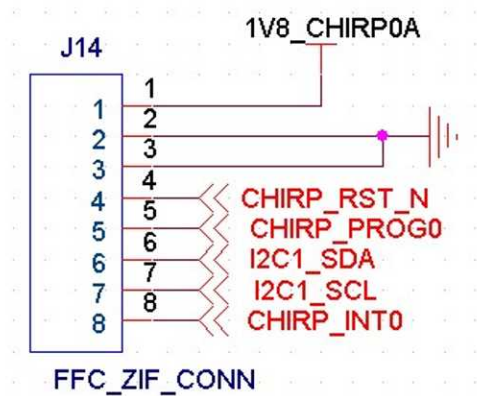 1V8_CHIRP0A
J14
1 1
2 2
3 3
4 4 CHIRP_RST_N
5 5 CHIRP_PROG0
6 6 I2C1_SDA
7 7 I2C1_SCL
8 8 CHIRP_INT0
FFC_ZIF_CONN